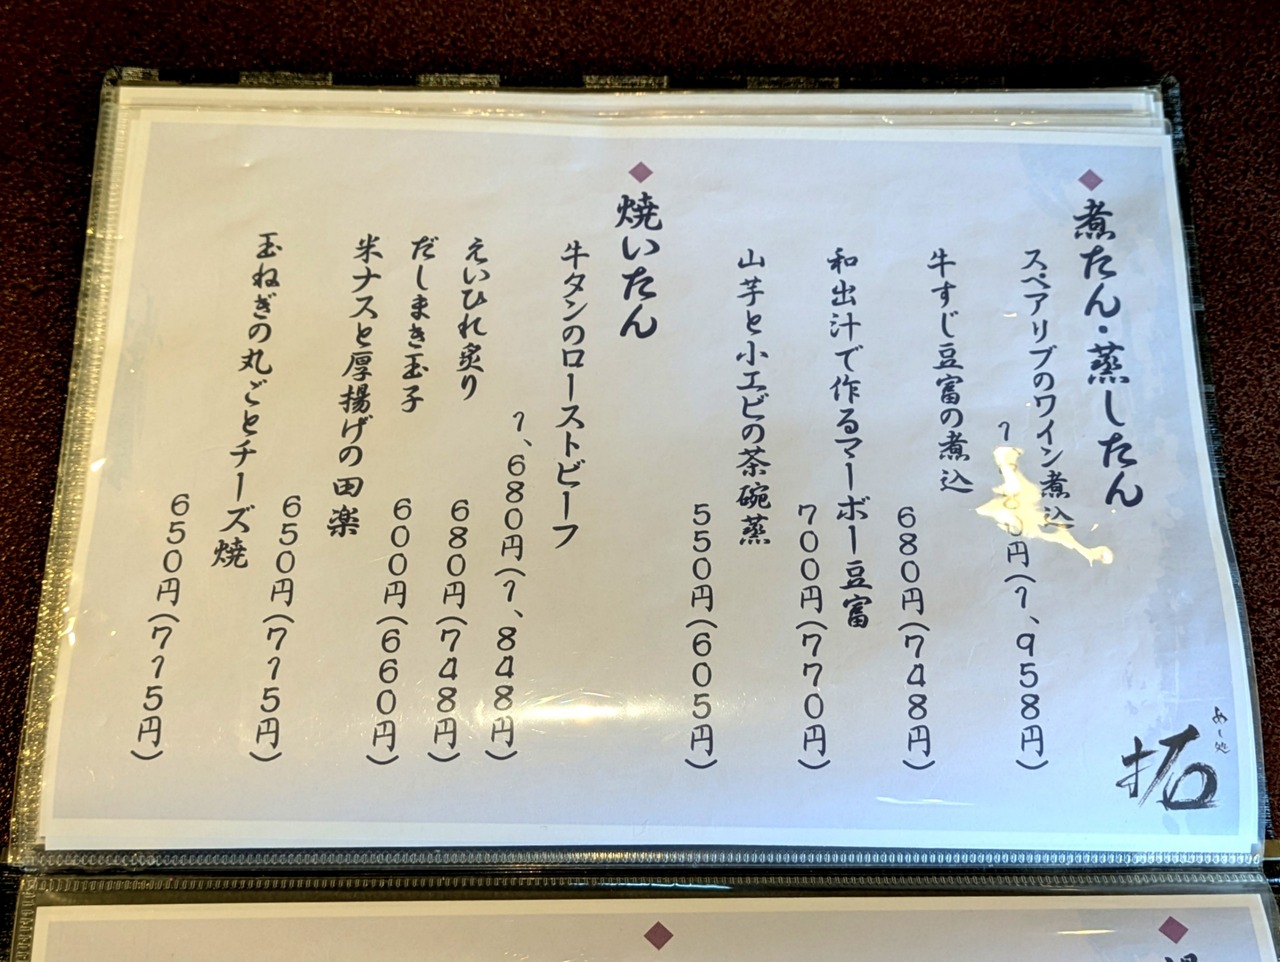 煮たん・蒸したん
スペアリブのワイン煮込
円(1、958円)
牛すじ豆富の煮込
680円(748円)
和出汁で作るマーボー豆富
700円(770円)
山芋と小エビの茶碗蒸
550円(605円)
焼いたん
牛タンのローストビーフ
1、680円(1、848円)
えいひれ炙り
680円(748円)
だしまき玉子
600円(660円)
米ナスと厚揚げの田楽
650円(715円)
玉ねぎの丸ごとチーズ焼
650円(715円)
めし処
拓